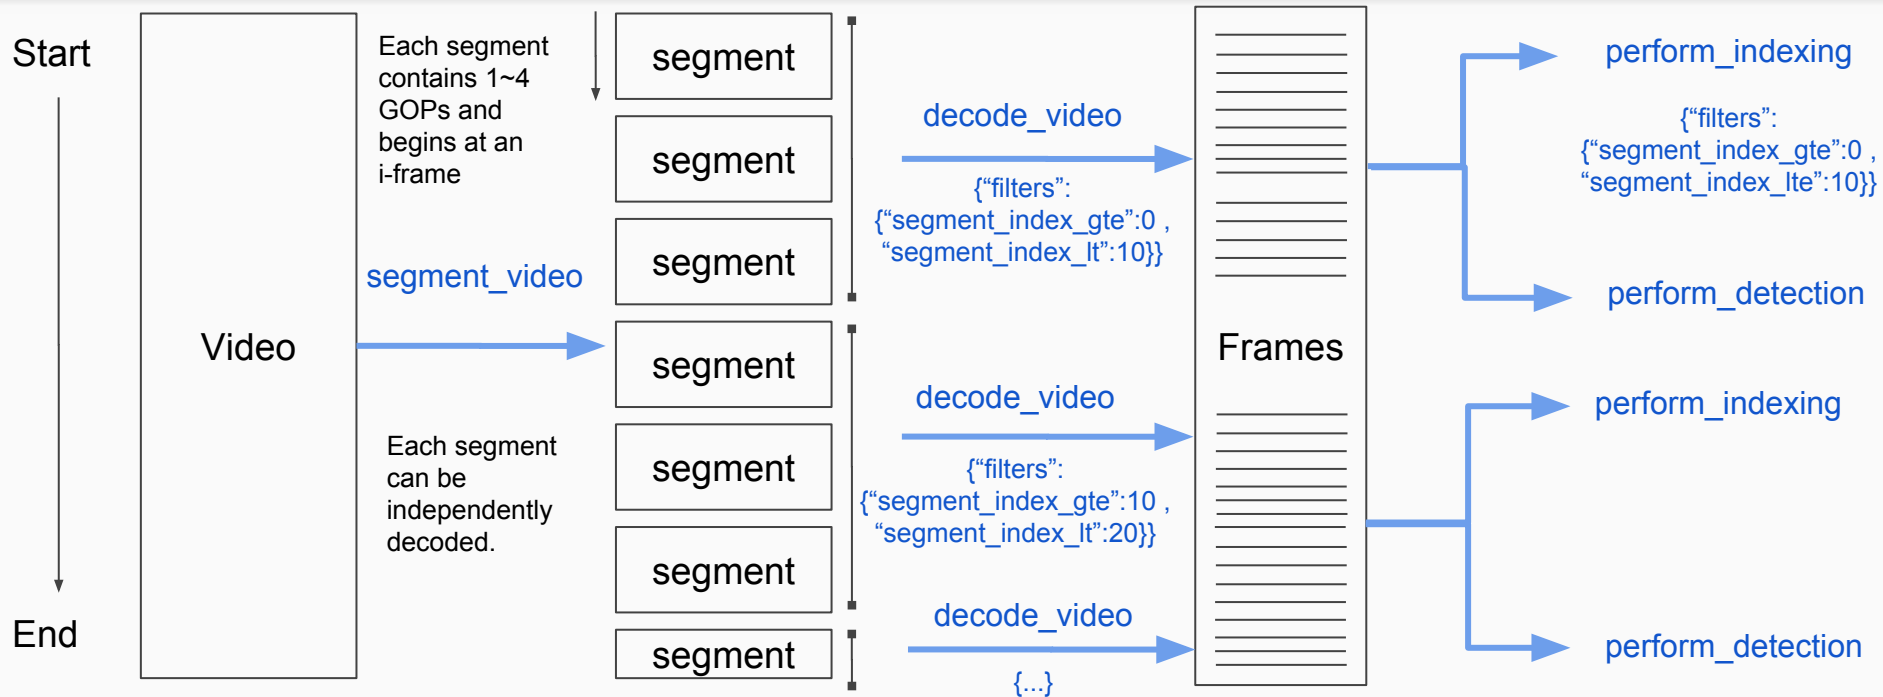 Start
End
Video
Each segment
contains 1~4
GOPs and
begins at an
i-frame
segment_video
Each segment
can be
independently
decoded.
segment
segment
segment
segment
segment
segment
segment
decode_video
{“filters”:
{“segment_index_gte”:0 ,
“segment_index_lt”:10}}
decode_video
{“filters”:
{“segment_index_gte”:10 ,
“segment_index_lt”:20}}
decode_video
{...}
Frames
perform_indexing
{“filters”:
{“segment_index_gte”:0 ,
“segment_index_lte”:10}}
perform_detection
perform_indexing
perform_detection